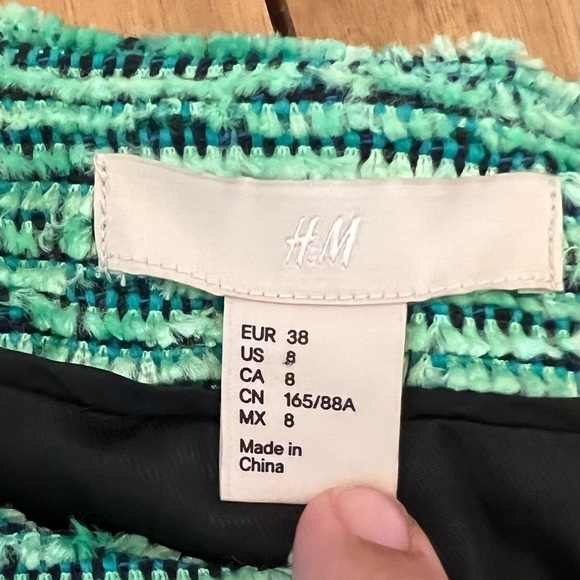 H&M
EUR 38
US 8
CA 8
CN 165/88A
MX 8
Made in
China